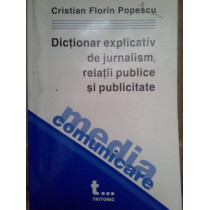 Cristian Florin Popescu
Dicționar explicativ
de jurnalism,
relații publice
și publicitate
media
comunicare
t...
TRITONIC